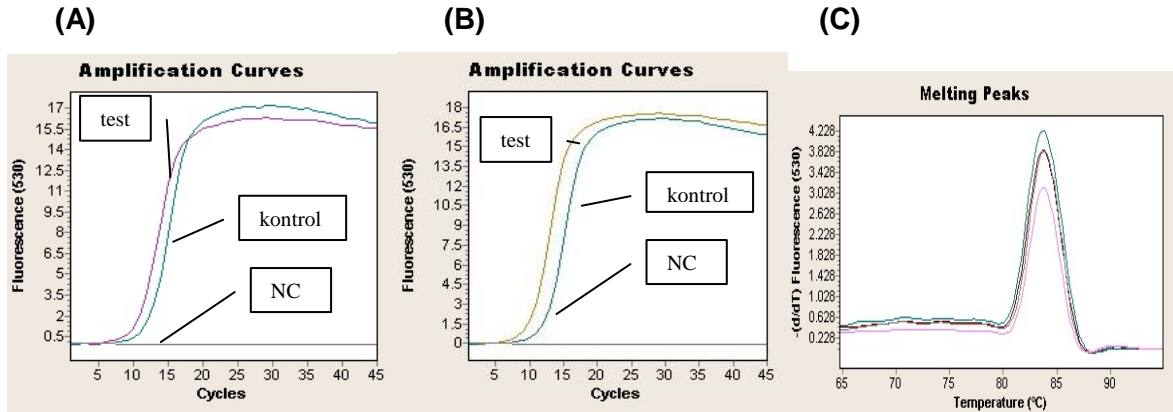 (A)
Amplification Curves
Fluorescence (530)
17
15.5
14
12.5
11
9.5
8
6.5
5
3.5
2
0.5
test
kontrol
NC
5 10 15 20 25 30 35 40 45
Cycles
(B)
Amplification Curves
Fluorescence (530)
18
16.5
15
13.5
12
10.5
9
7.5
6
4.5
3
1.5
0
test
kontrol
NC
5 10 15 20 25 30 35 40 45
Cycles
(C)
Melting Peaks
-(d/dT) Fluorescence (530)
4.228
3.828
3.428
3.028
2.628
2.228
1.828
1.428
1.028
0.628
0.228
65 70 75 80 85 90
Temperature (ºC)